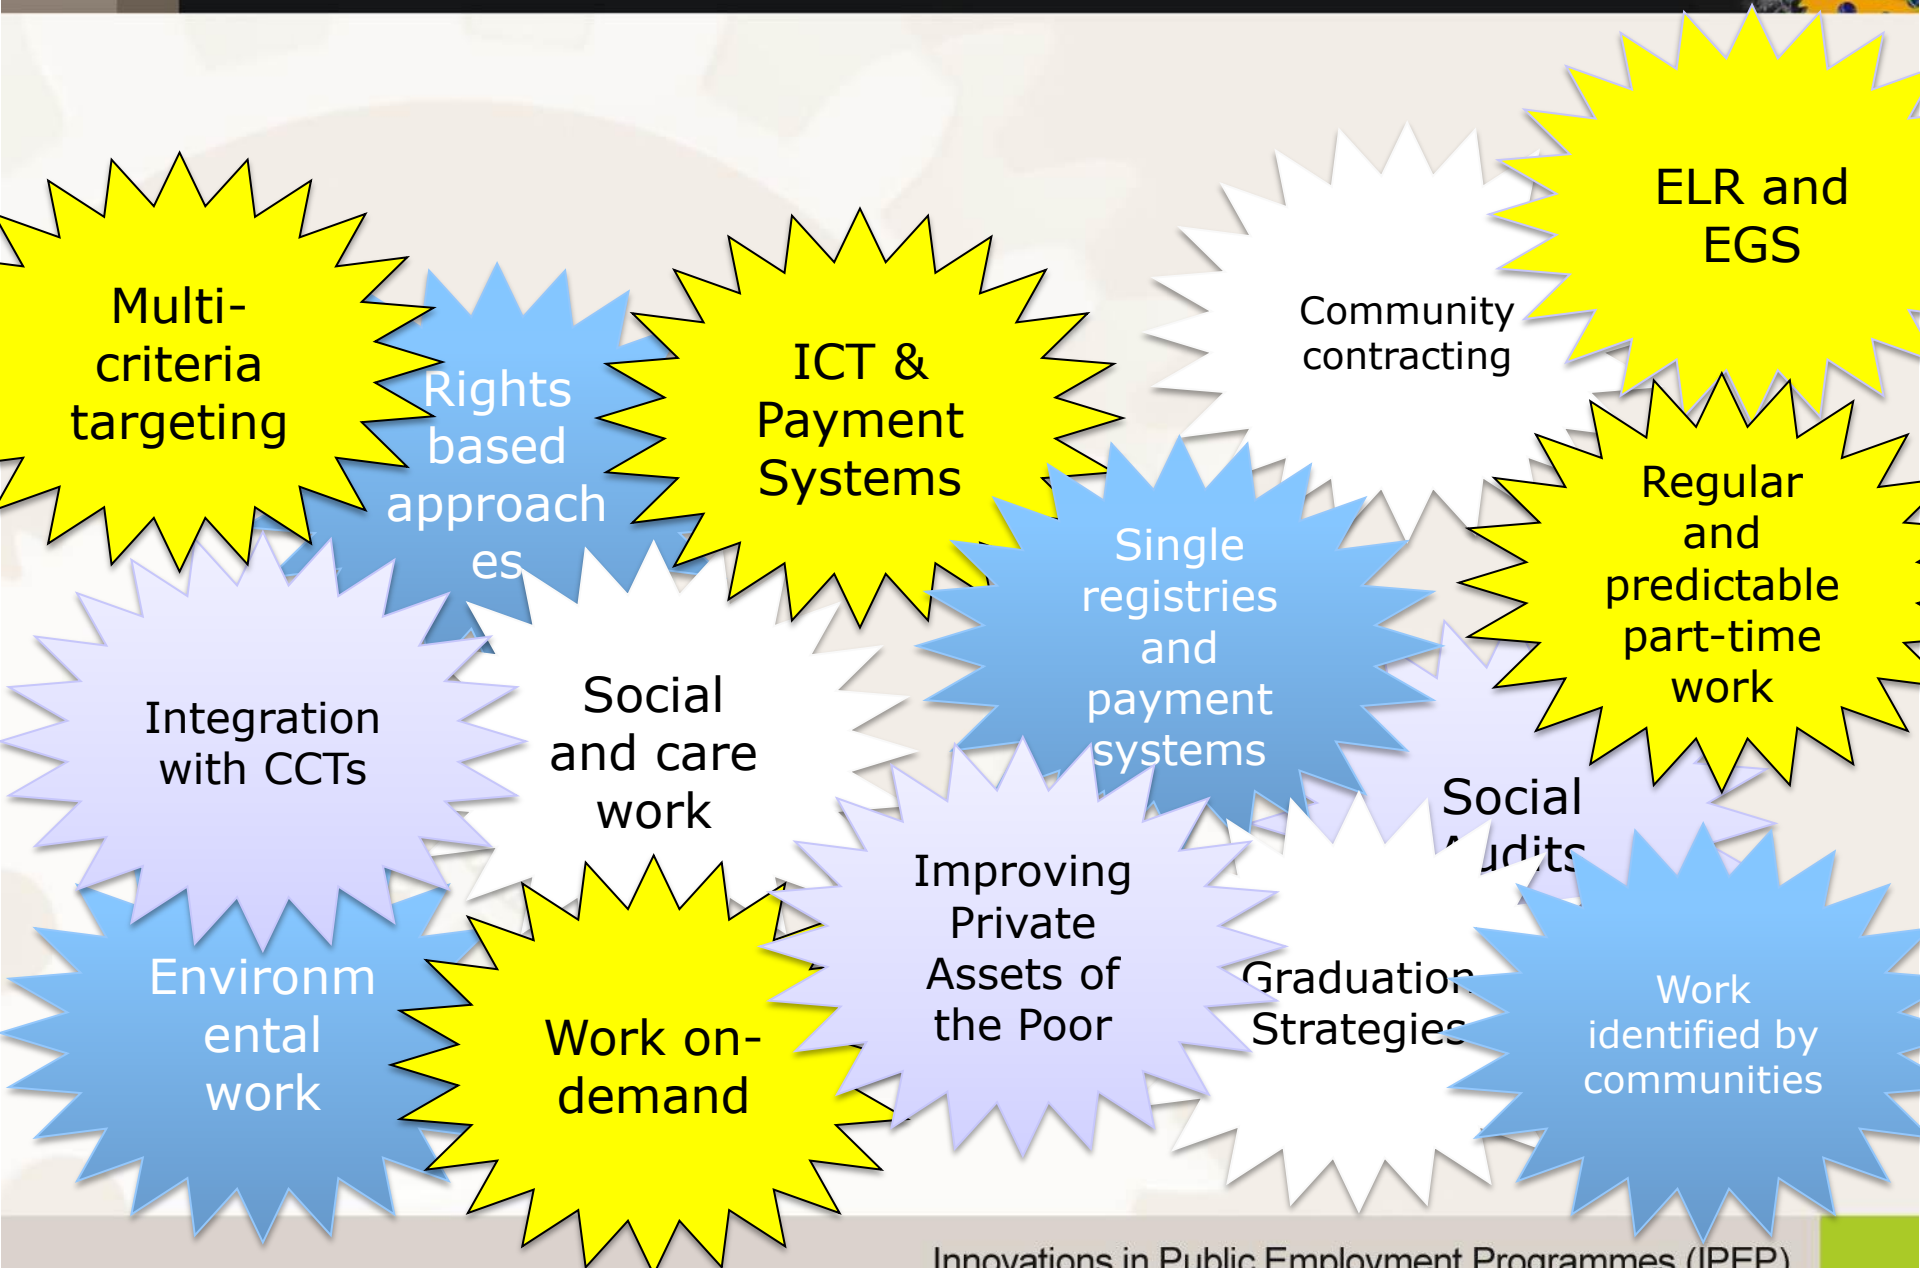 ELR and
EGS
Multi-
criteria
targeting
Rights
based
approach
es
ICT &
Payment
Systems
Community
contracting
Regular
and
predictable
part-time
work
Single
registries
and
payment
systems
Integration
with CCTs
Social
and care
work
Social
Audits
Improving
Private
Assets of
the Poor
Graduation
Strategies
Environm
ental
work
Work on-
demand
Work
identified by
communities
Innovations in Public Employment Programmes (IPEP)